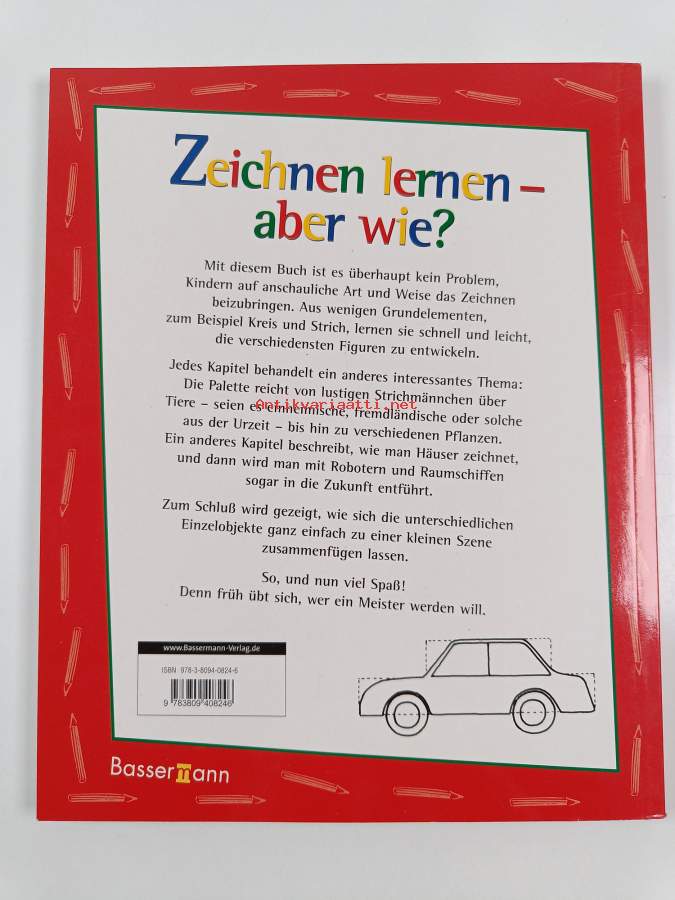 Zeichnen lernen –
aber wie?
Mit diesem Buch ist es überhaupt kein Problem,
Kindern auf anschauliche Art und Weise das Zeichnen
beizubringen. Aus wenigen Grundelementen,
zum Beispiel Kreis und Strich, lernen sie schnell und leicht,
die verschiedensten Figuren zu entwickeln.
Jedes Kapitel behandelt ein anderes interessantes Thema:
Die Palette reicht von lustigen Strichmännchen über
Antikvariaatti.net
Tiere – seien es einheimische, fremdländische oder solche
aus der Urzeit – bis hin zu verschiedenen Pflanzen.
Ein anderes Kapitel beschreibt, wie man Häuser zeichnet,
und dann wird man mit Robotern und Raumschiffen
sogar in die Zukunft entführt.
Zum Schluß wird gezeigt, wie sich die unterschiedlichen
Einzelobjekte ganz einfach zu einer kleinen Szene
zusammenfügen lassen.
So, und nun viel Spaß!
Denn früh übt sich, wer ein Meister werden will.
www.Bassermann-Verlag.de
ISBN 978-3-8094-0824-6
9 783809 408246
Bassermann